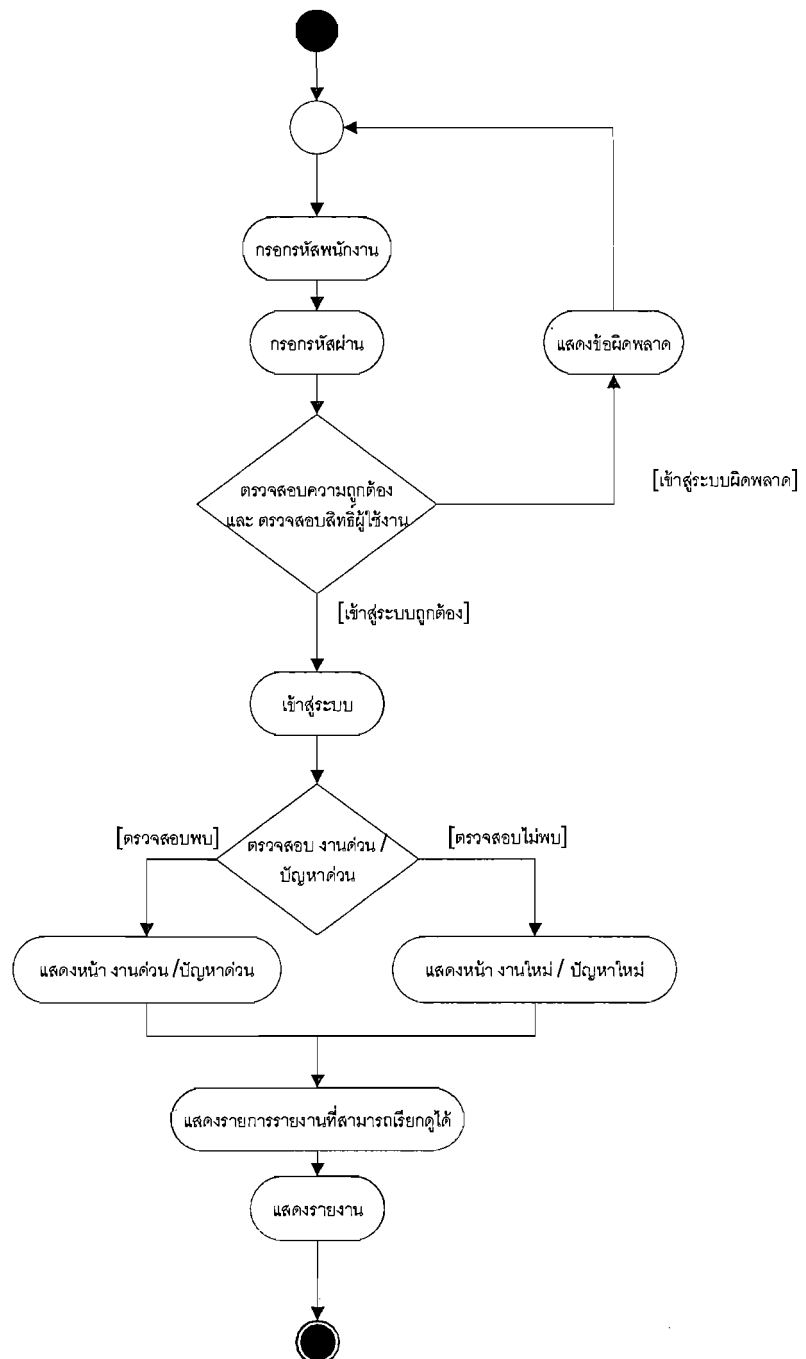 กรอกรหัสพนักงาน
กรอกรหัสผ่าน
แสดงข้อผิดพลาด
[เข้าสู่ระบบผิดพลาด]
ตรวจสอบความถูกต้อง
และ ตรวจสอบสิทธิ์ผู้ใช้งาน
[เข้าสู่ระบบถูกต้อง]
เข้าสู่ระบบ
[ตรวจสอบพบ]
[ตรวจสอบไม่พบ]
ตรวจสอบ งานด่วน /
ปัญหาด่วน
แสดงหน้า งานด่วน /ปัญหาด่วน
แสดงหน้า งานใหม่ / ปัญหาใหม่
แสดงรายการรายงานที่สามารถเรียกดูได้
แสดงรายงาน